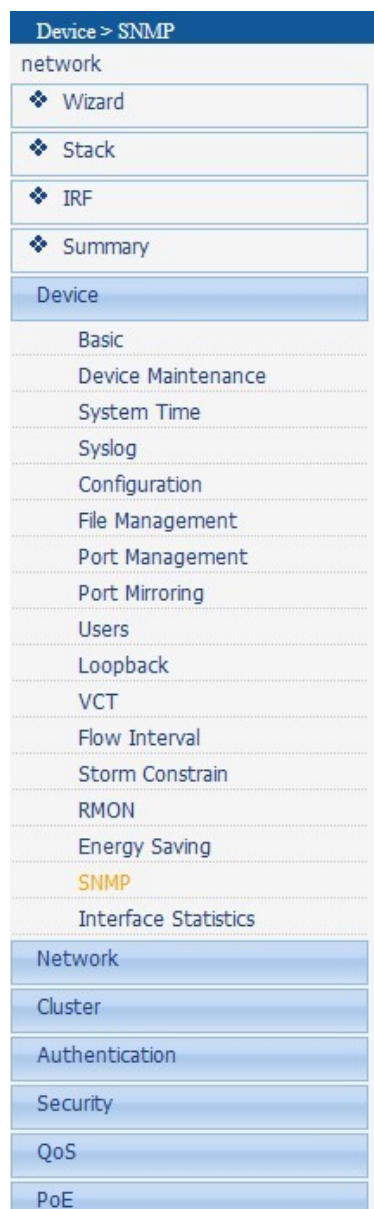 Device > SNMP
network
Wizard
Stack
IRF
Summary
Device
Basic
Device Maintenance
System Time
Syslog
Configuration
File Management
Port Management
Port Mirroring
Users
Loopback
VCT
Flow Interval
Storm Constrain
RMON
Energy Saving
SNMP
Interface Statistics
Network
Cluster
Authentication
Security
QoS
PoE